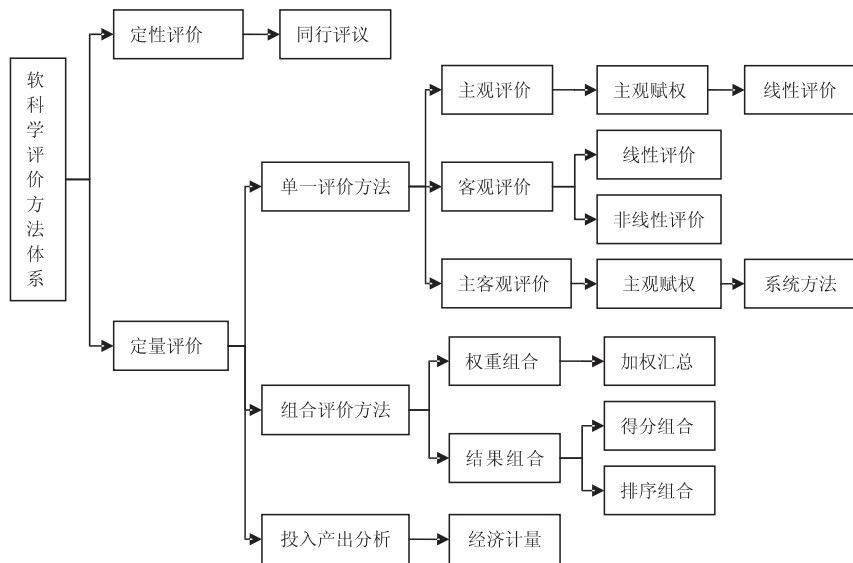 软科学评价方法体系
定性评价
同行评议
定量评价
单一评价方法
主观评价
主观赋权
线性评价
客观评价
线性评价
非线性评价
主客观评价
主观赋权
系统方法
组合评价方法
权重组合
加权汇总
结果组合
得分组合
排序组合
投入产出分析
经济计量